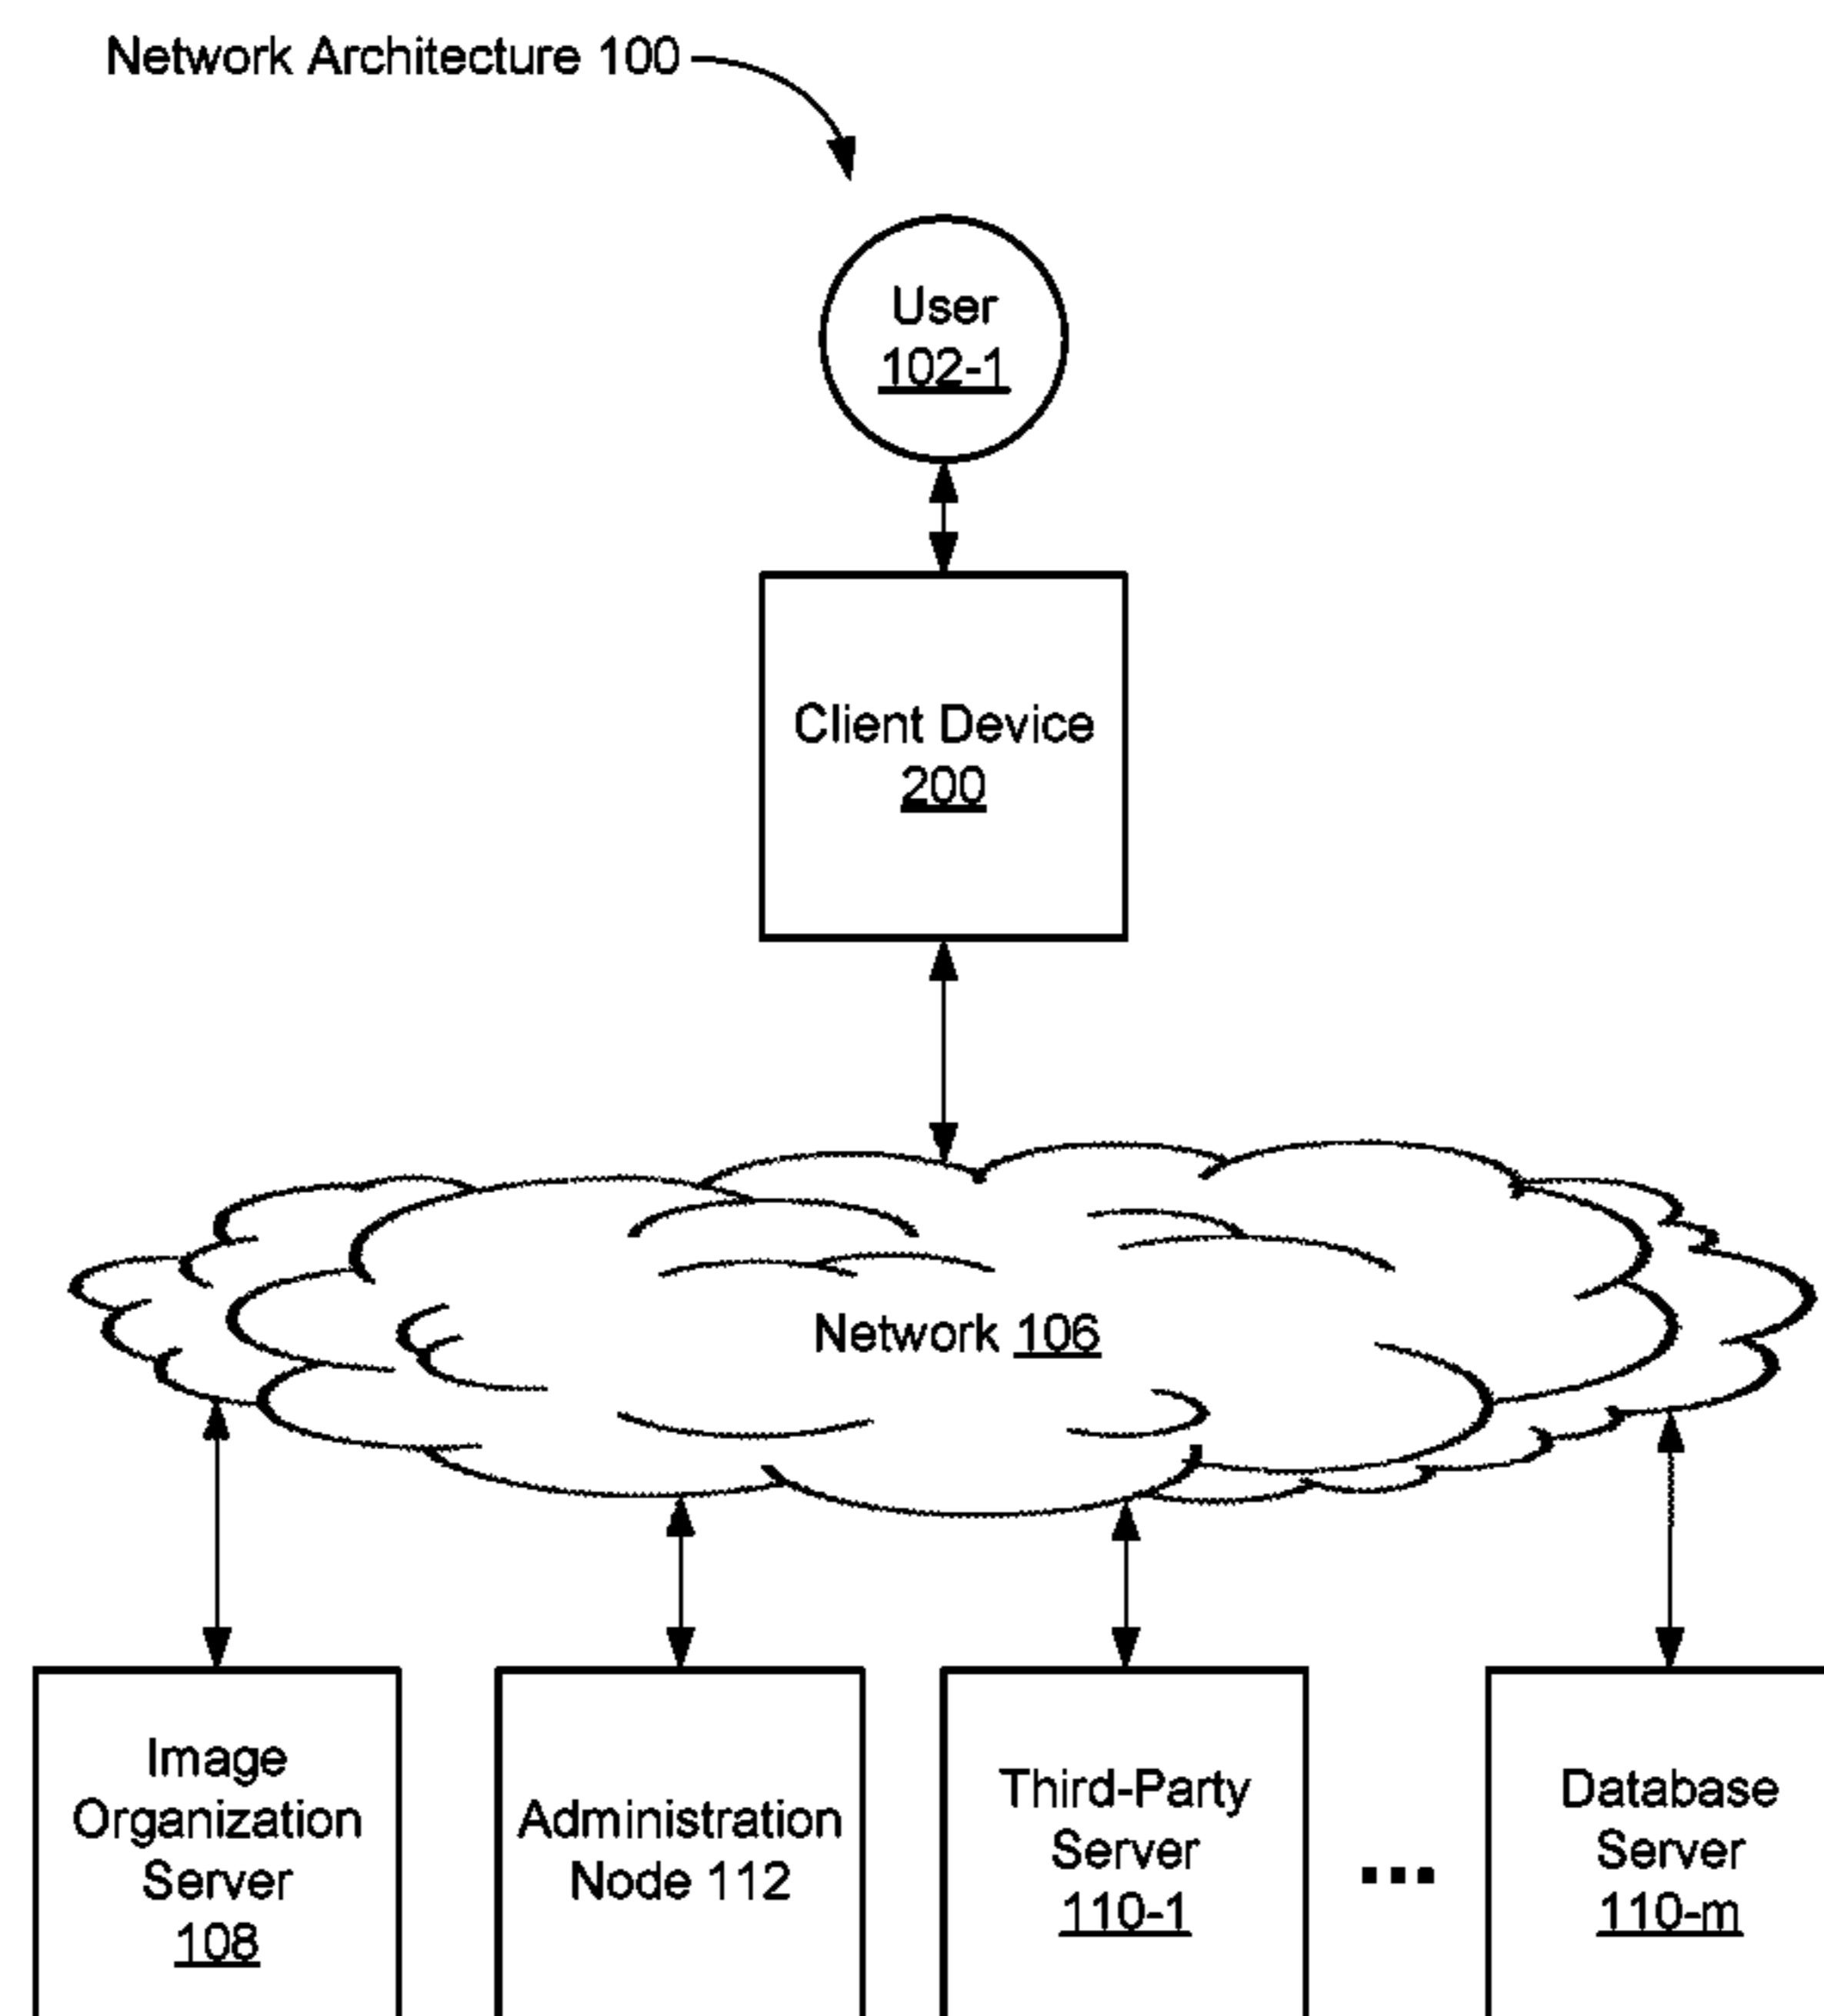 Network Architecture 100
User
102-1
Client Device
200
Network 106
Image
Organization
Server
108
Administration
Node 112
Third-Party
Server
110-1
...
Database
Server
110-m